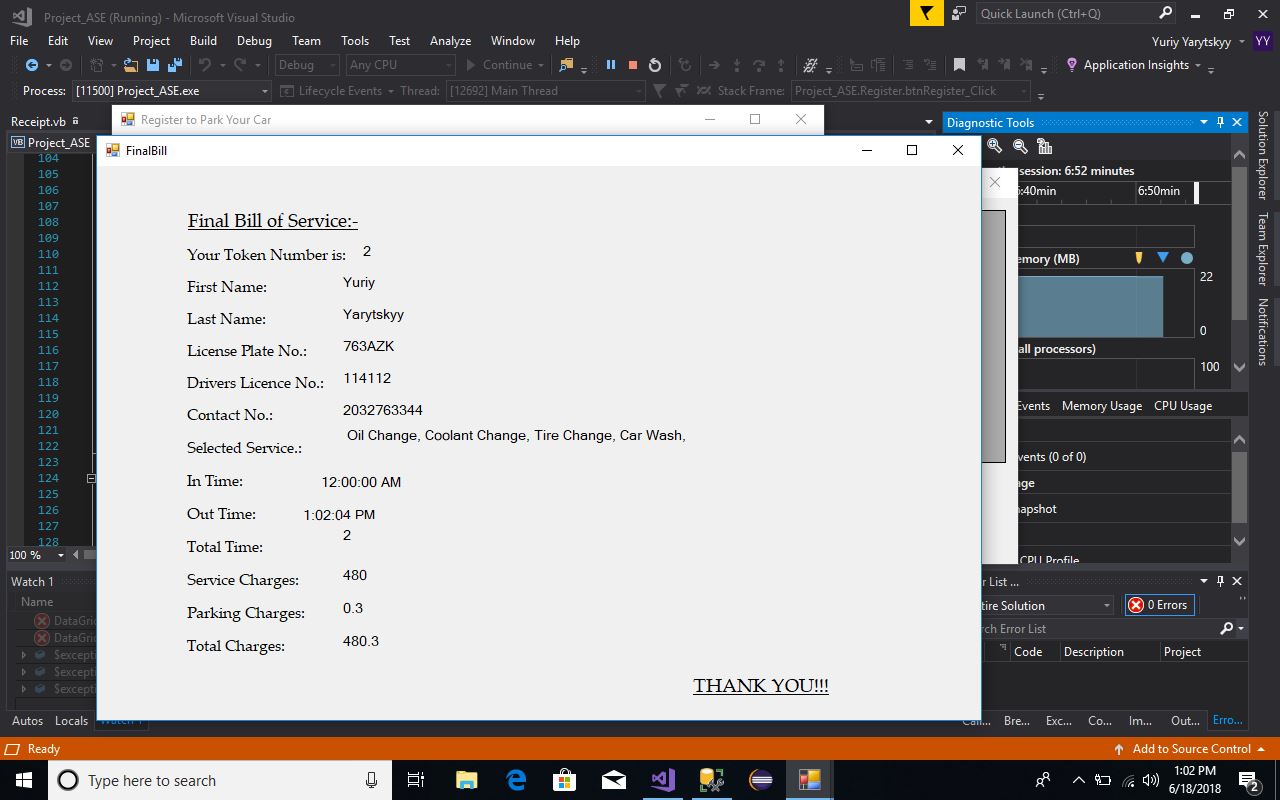 Project_ASE (Running) - Microsoft Visual Studio
Quick Launch (Ctrl+Q)
File Edit View Project Build Debug Team Tools Test Analyze Window Help
Yuriy Yarytskyy YY
Debug Any CPU Continue Application Insights
Process: [11500] Project_ASE.exe Lifecycle Events Thread: [12692] Main Thread Stack Frame: Project_ASE.Register.btnRegister_Click
Receipt.vb
Register to Park Your Car
Diagnostic Tools
VB Project_ASE
FinalBill
session: 6:52 minutes
6:50min
22
0
all processors)
100
Events Memory Usage CPU Usage
(0 of 0)
CPU Profile
Solution Explorer
Team Explorer
Notifications
104
105
106
107
108
109
110
111
112
113
114
115
116
117
118
119
120
121
122
123
124
125
126
127
128
Final Bill of Service:-
Your Token Number is: 2
First Name: Yuriy
Last Name: Yarytskyy
License Plate No.: 763AZK
Drivers Licence No.: 114112
Contact No.: 2032763344
Selected Service.: Oil Change, Coolant Change, Tire Change, Car Wash,
In Time: 12:00:00 AM
Out Time: 1:02:04 PM
Total Time: 2
Service Charges: 480
Parking Charges: 0.3
Total Charges: 480.3
THANK YOU!!!
100 %
Watch 1
Name
DataGri
DataGri
$excepti
$excepti
$excepti
Autos Locals Watch 1
List ...
Solution 0 Errors
Error List
Code Description Project
Call... Bre... Exc... Co... Im... Out... Erro...
Ready
Add to Source Control
Type here to search
1:02 PM
6/18/2018
2